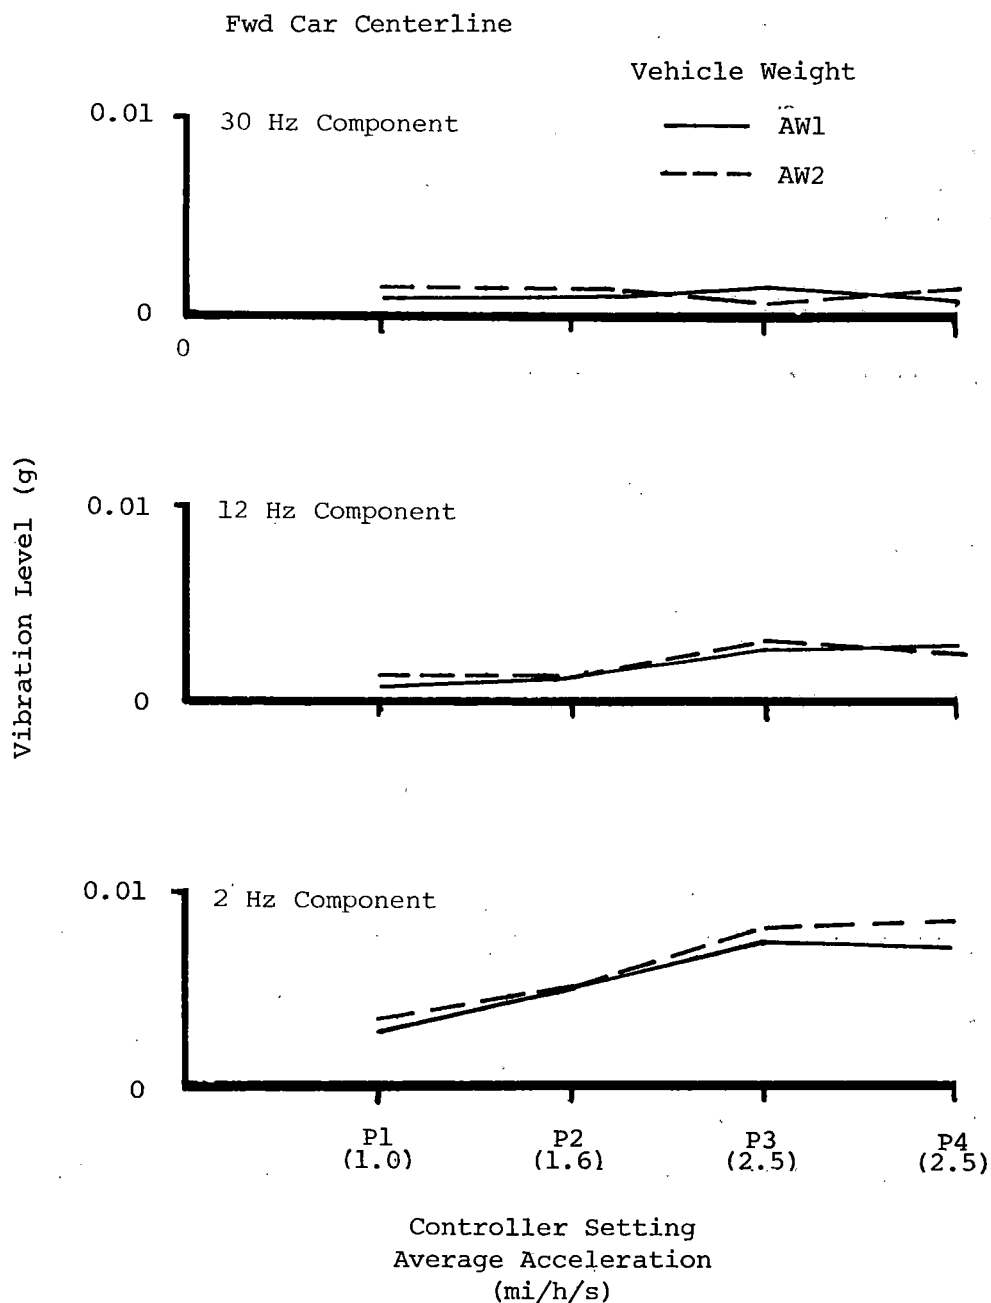 Fwd Car Centerline
Vehicle Weight
0.01
30 Hz Component
AW1
AW2
0
0
Vibration Level (g)
0.01
12 Hz Component
0
0.01
2 Hz Component
0
P1 P2 P3 P4
(1.0) (1.6) (2.5) (2.5)
Controller Setting
Average Acceleration
(mi/h/s)